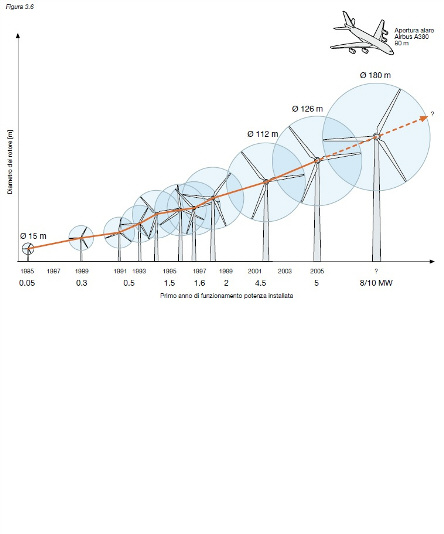 Figura 3.6
Apertura alare
Airbus A380
80 m
Diametro del rotore [m]
Ø 15 m
Ø 112 m
Ø 126 m
Ø 180 m
?
1985 1987 1989 1991 1993 1995 1997 1999 2001 2003 2005 ?
0.05 0.3 0.5 1.5 1.6 2 4.5 5 8/10 MW
Primo anno di funzionamento potenza installata